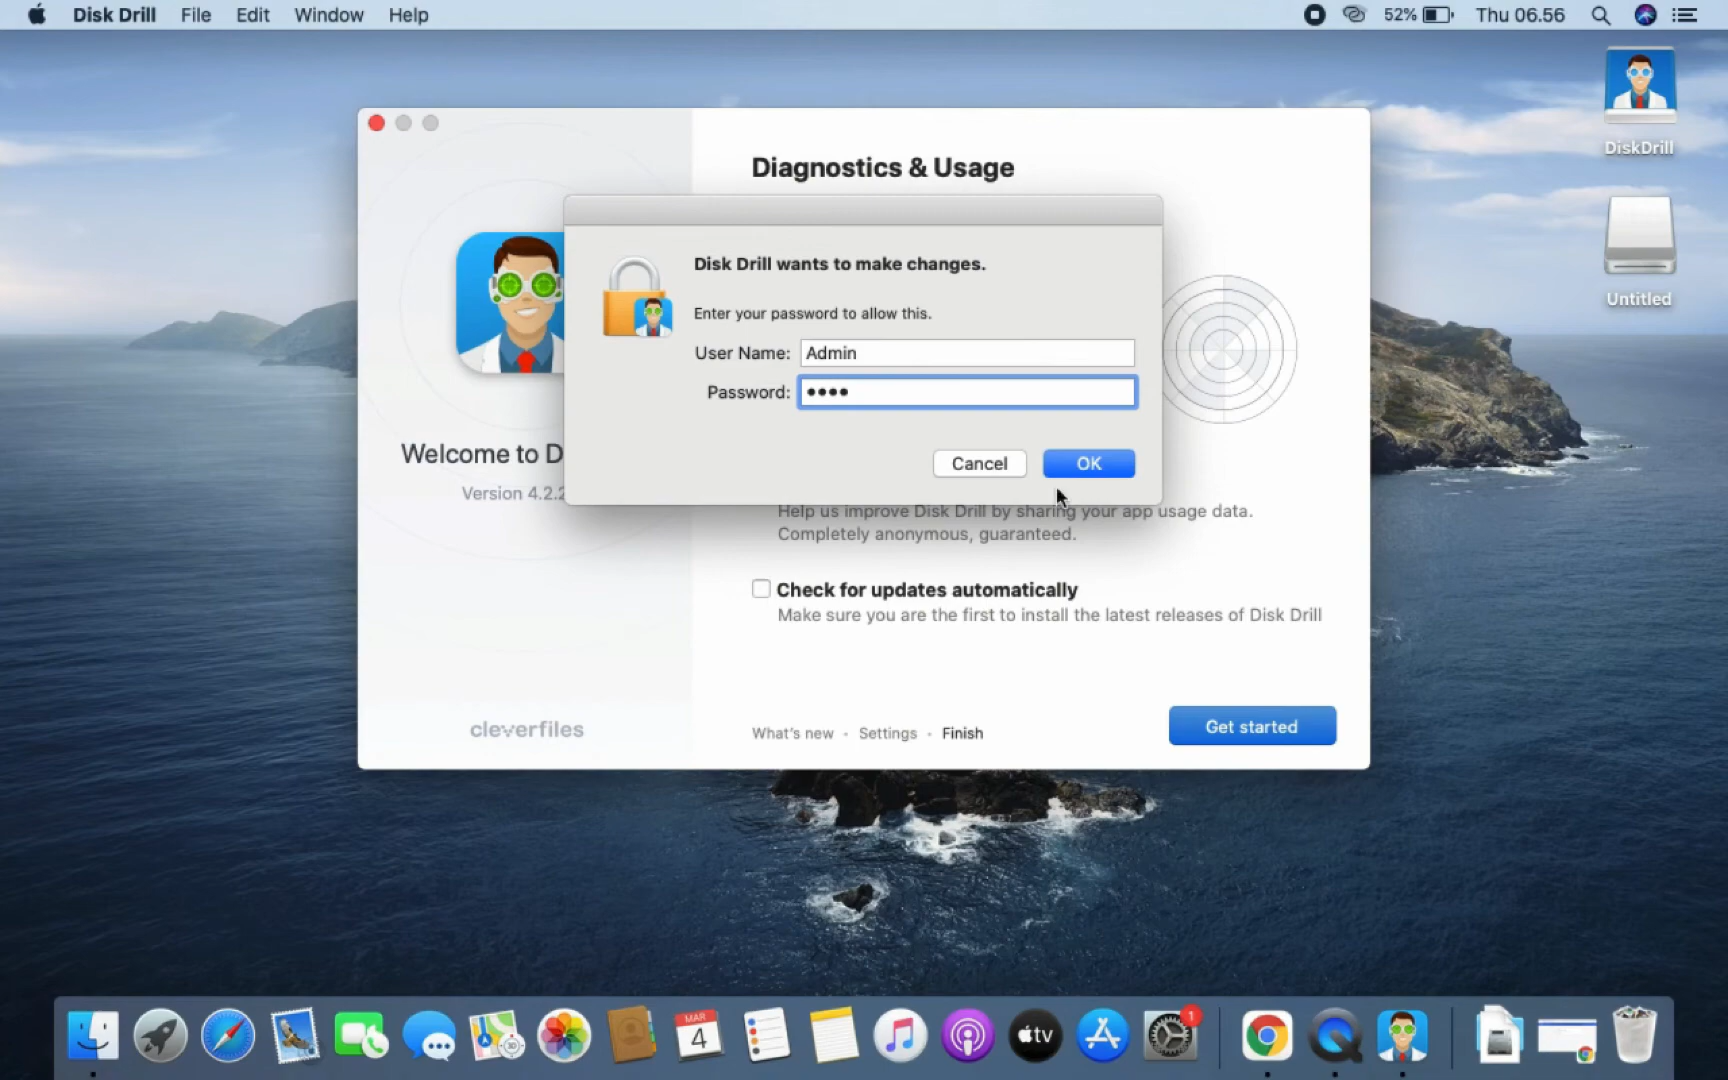 Disk Drill File Edit Window Help
52% Thu 06.56
DiskDrill
Untitled
Diagnostics & Usage
Disk Drill wants to make changes.
Enter your password to allow this.
User Name: Admin
Password: ••••
Cancel OK
Welcome to D
Version 4.2.2
Help us improve Disk Drill by sharing your app usage data.
Completely anonymous, guaranteed.
Check for updates automatically
Make sure you are the first to install the latest releases of Disk Drill
cleverfiles
What's new - Settings - Finish
Get started
MAR
4
3D
tv
1